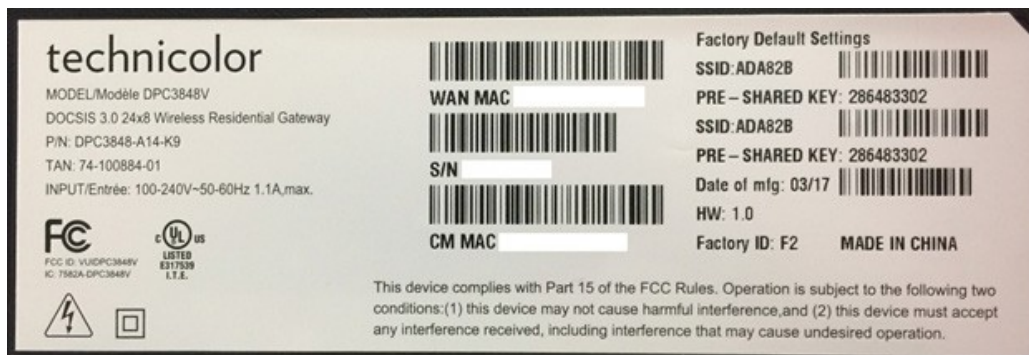 technicolor
MODEL/Modèle DPC3848V
DOCSIS 3.0 24x8 Wireless Residential Gateway
P/N: DPC3848-A14-K9
TAN: 74-100884-01
INPUT/Entrée: 100-240V~50-60Hz 1.1A,max.
FC
FCC ID: VUIDPC3848V
IC: 7582A-DPC3848V
C UL US
LISTED
E317539
I.T.E.
WAN MAC
S/N
CM MAC
Factory Default Settings
SSID:ADA82B
PRE-SHARED KEY: 286483302
SSID:ADA82B
PRE-SHARED KEY: 286483302
Date of mfg: 03/17
HW: 1.0
Factory ID: F2 MADE IN CHINA
This device complies with Part 15 of the FCC Rules. Operation is subject to the following two
conditions:(1) this device may not cause harmful interference,and (2) this device must accept
any interference received, including interference that may cause undesired operation.